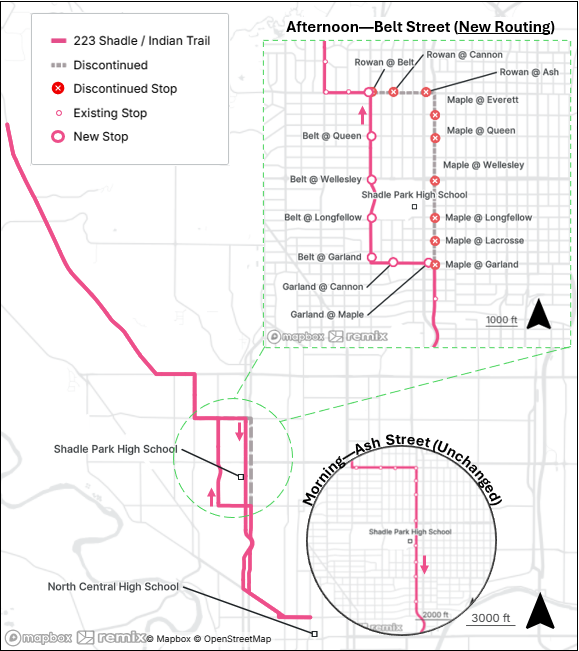 Afternoon—Belt Street (New Routing)
223 Shadle / Indian Trail
Discontinued
Discontinued Stop
Existing Stop
New Stop
Rowan @ Cannon
Rowan @ Belt
Rowan @ Ash
Maple @ Everett
Belt @ Queen
Maple @ Queen
Maple @ Wellesley
Belt @ Wellesley
Shadle Park High School
Belt @ Longfellow
Maple @ Longfellow
Maple @ Lacrosse
Belt @ Garland
Maple @ Garland
Garland @ Cannon
Garland @ Maple
1000 ft
mapbox remix
Morning—Ash Street (Unchanged)
Shadle Park High School
Shadle Park High School
North Central High School
2000 ft
3000 ft
remix
mapbox remix © Mapbox © OpenStreetMap